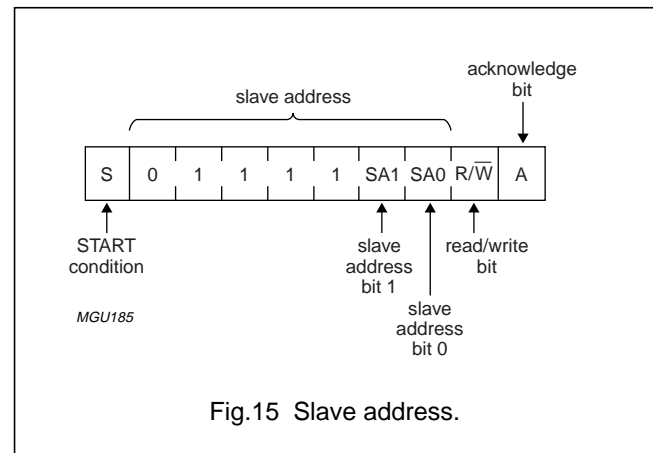 acknowledge
bit
slave address
S 0 1 1 1 1 SA1 SA0 R/W̅ A
START
condition
slave
address
bit 1
read/write
bit
slave
address
bit 0
MGU185
Fig.15 Slave address.